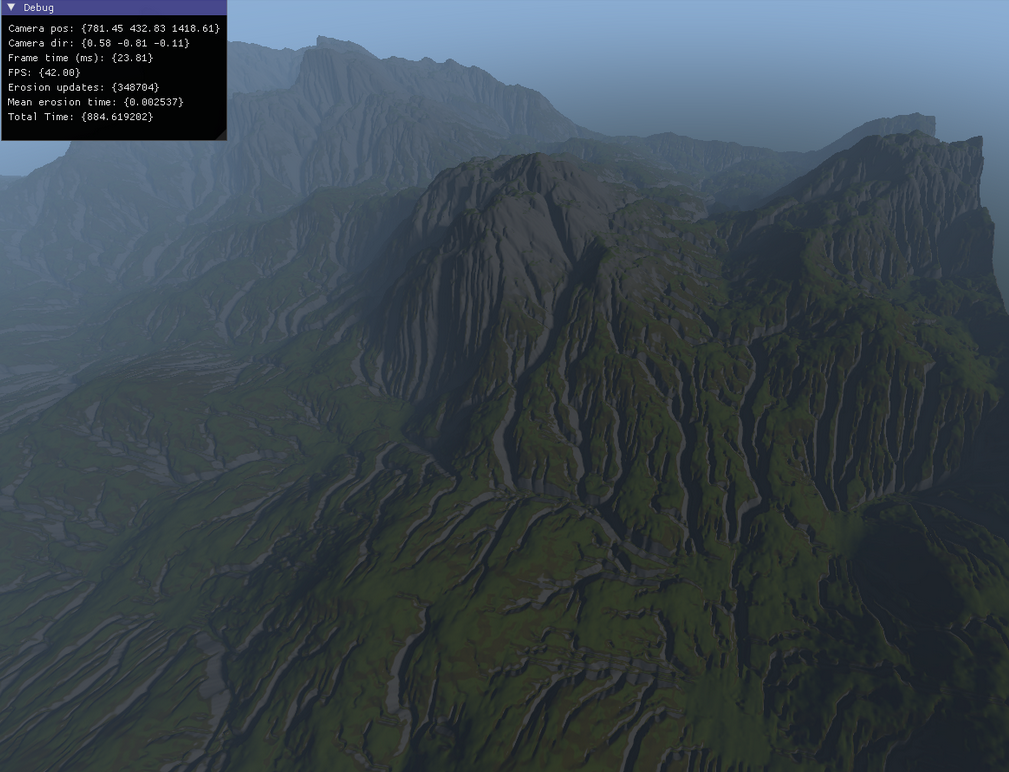 Debug
Camera pos: {781.45 432.83 1418.61}
Camera dir: {0.58 -0.81 -0.11}
Frame time (ms): {23.81}
FPS: {42.00}
Erosion updates: {348704}
Mean erosion time: {0.002537}
Total Time: {884.619202}